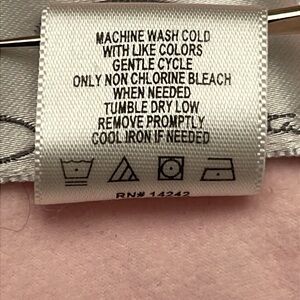 MACHINE WASH COLD
WITH LIKE COLORS
GENTLE CYCLE
ONLY NON CHLORINE BLEACH
WHEN NEEDED
TUMBLE DRY LOW
REMOVE PROMPTLY
COOL IRON IF NEEDED
RN# 14242